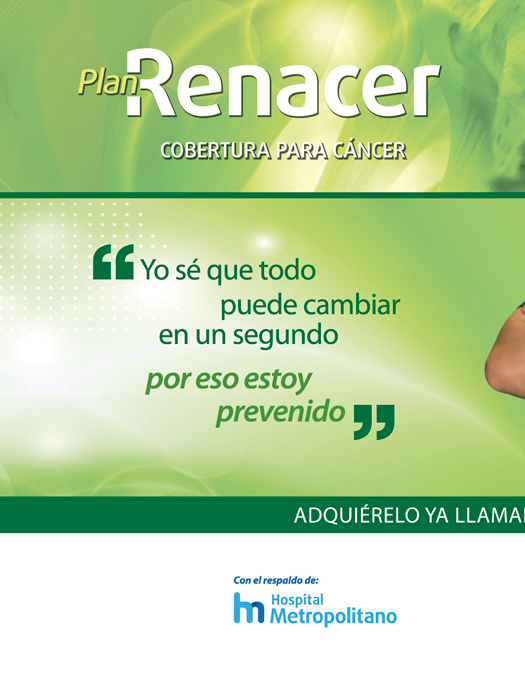 Plan Renacer
COBERTURA PARA CÁNCER
“Yo sé que todo
puede cambiar
en un segundo
por eso estoy
prevenido”
ADQUIÉRELO YA
Con el respaldo de:
hm Hospital
Metropolitano